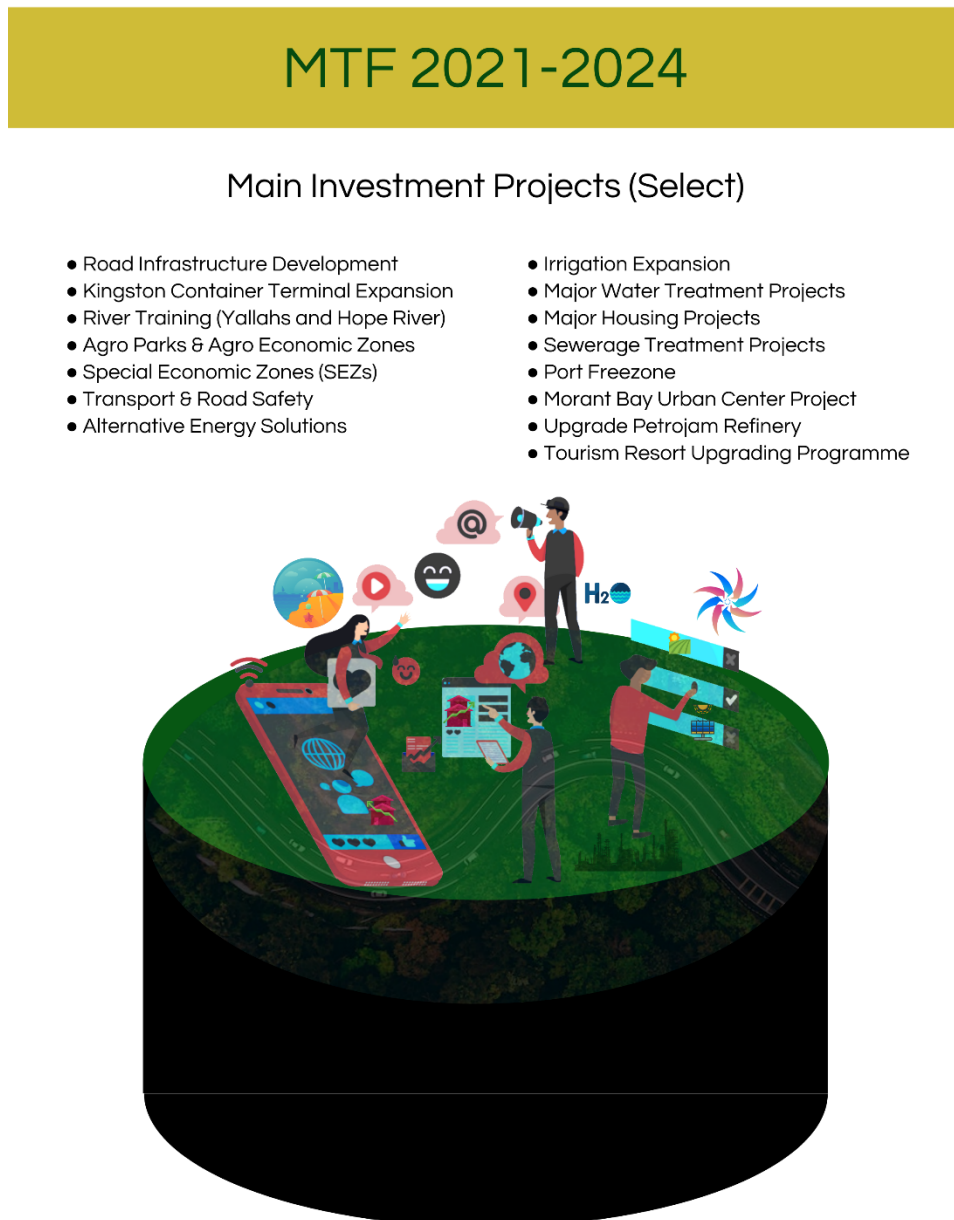 MTF 2021-2024
Main Investment Projects (Select)
● Road Infrastructure Development
● Kingston Container Terminal Expansion
● River Training (Yallahs and Hope River)
● Agro Parks & Agro Economic Zones
● Special Economic Zones (SEZs)
● Transport & Road Safety
● Alternative Energy Solutions
● Irrigation Expansion
● Major Water Treatment Projects
● Major Housing Projects
● Sewerage Treatment Projects
● Port Freezone
● Morant Bay Urban Center Project
● Upgrade Petrojam Refinery
● Tourism Resort Upgrading Programme
@
H2O